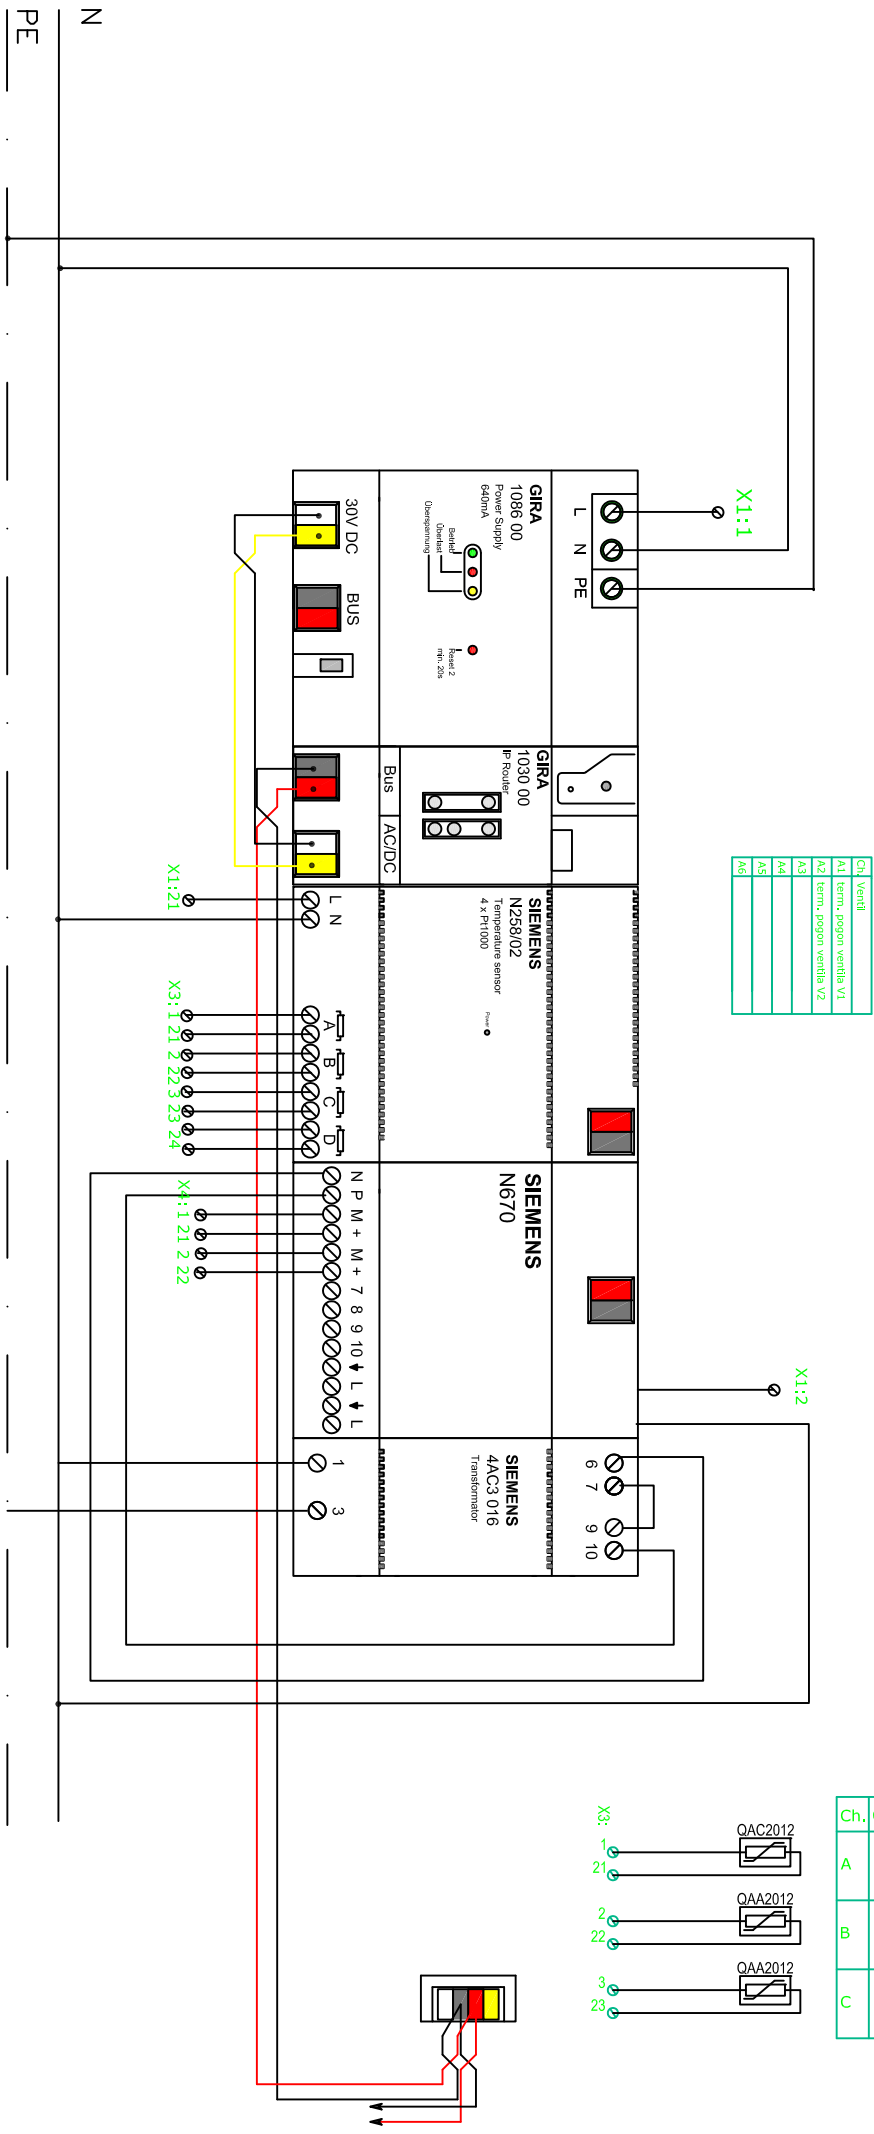 N
PE
X1:1
L
N
PE
GIRA
1086 00
Power Supply
640mA
Betrieb
Überlast
Überspannung
Reset 2
min. 20s
30V DC
BUS
GIRA
1030 00
IP Router
Bus
AC/DC
Ch. Ventil
A1 term. pogon ventila V1
A2 term. pogon ventila V2
A3
A4
A5
A6
SIEMENS
N258/02
Temperature sensor
4 x Pt1000
Power
L N
A B C D
X1:21
X3:1 21 2 22 3 23 24
SIEMENS
N670
N P M + M + 7 8 9 10 L L
X4:1 21 2 22
X1:2
SIEMENS
4AC3 016
Transformator
6 7 9 10
1 3
X3:
1
21
QAC2012
2
22
QAA2012
3
23
QAA2012
Ch.
A
B
C